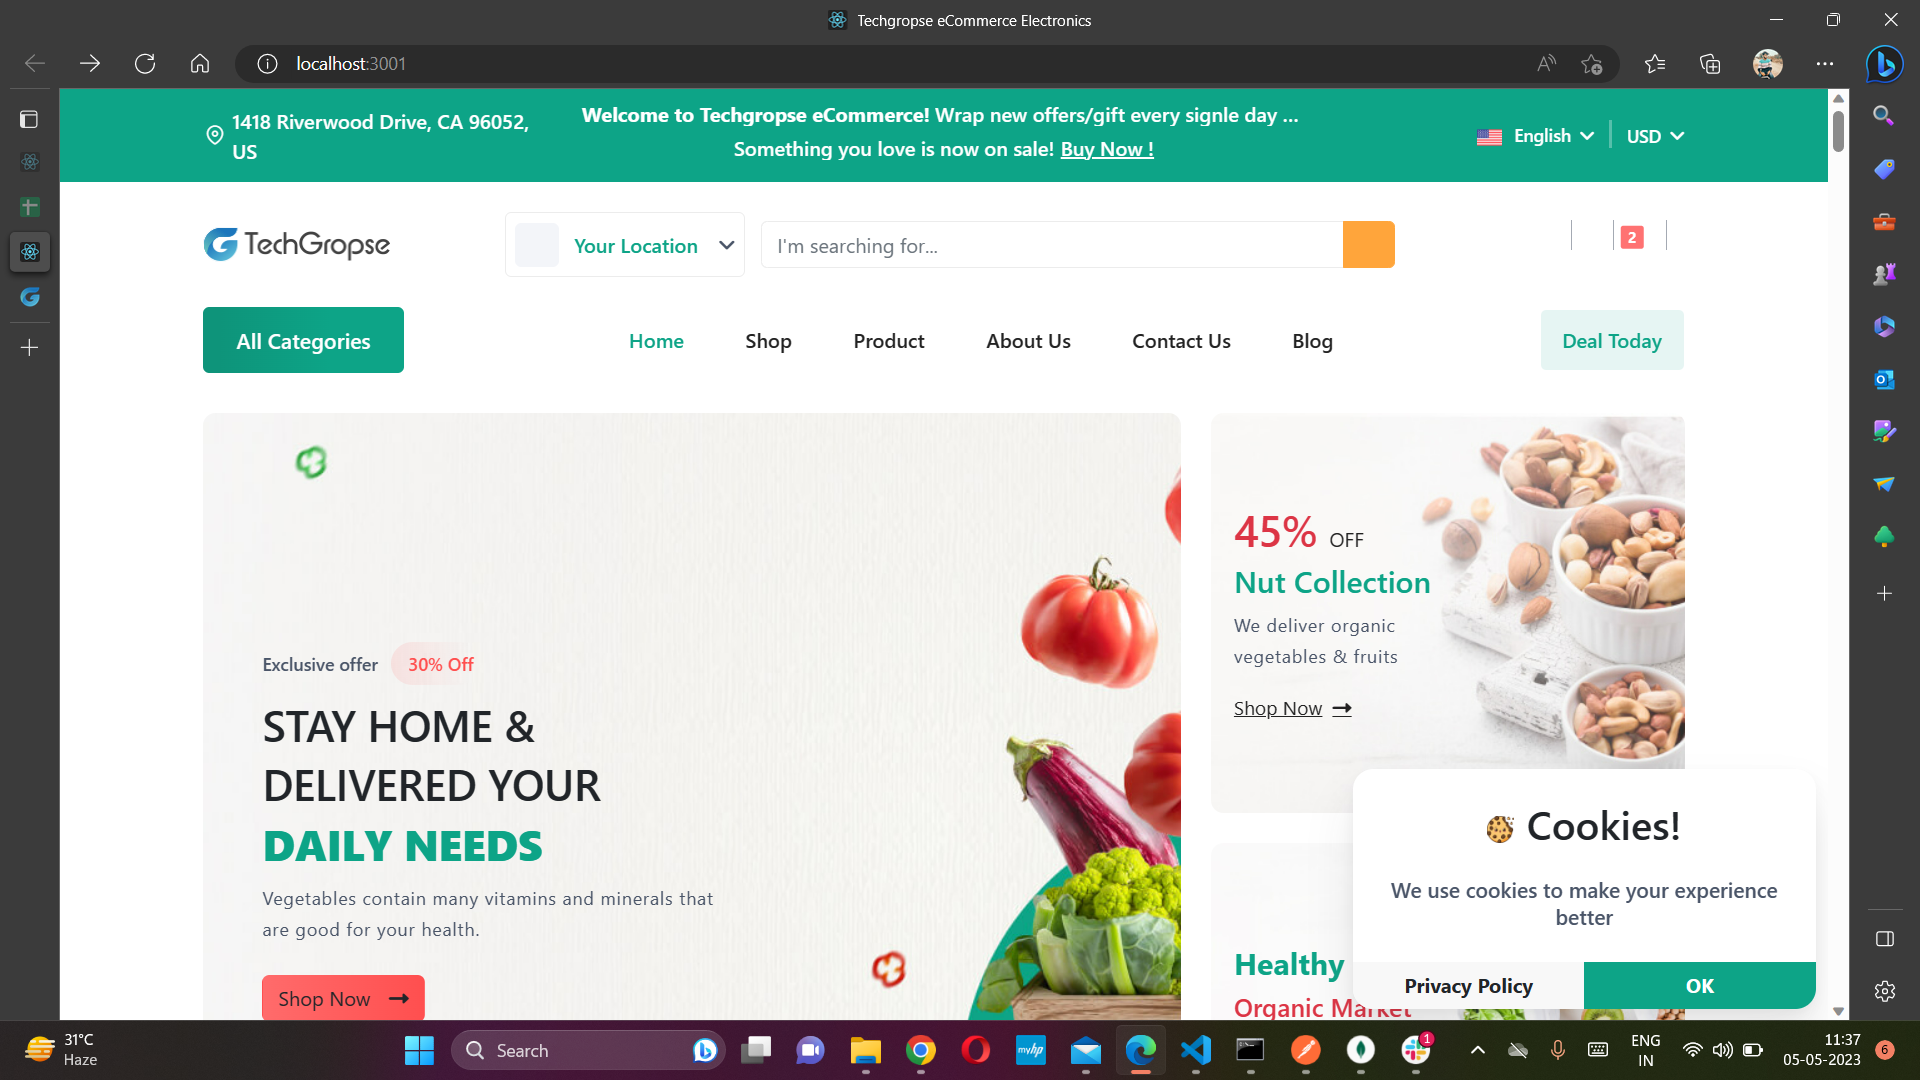 Techgropse eCommerce Electronics
localhost:3001
1418 Riverwood Drive, CA 96052,
US
Welcome to Techgropse eCommerce! Wrap new offers/gift every signle day ...
Something you love is now on sale! Buy Now !
English
USD
TechGropse
Your Location
I'm searching for...
2
All Categories
Home
Shop
Product
About Us
Contact Us
Blog
Deal Today
Exclusive offer
30% Off
STAY HOME &
DELIVERED YOUR
DAILY NEEDS
Vegetables contain many vitamins and minerals that
are good for your health.
Shop Now
45% OFF
Nut Collection
We deliver organic
vegetables & fruits
Shop Now
Healthy
Organic Market
Cookies!
We use cookies to make your experience
better
Privacy Policy
OK
31°C
Haze
Search
myhp
1
ENG
IN
11:37
05-05-2023
6